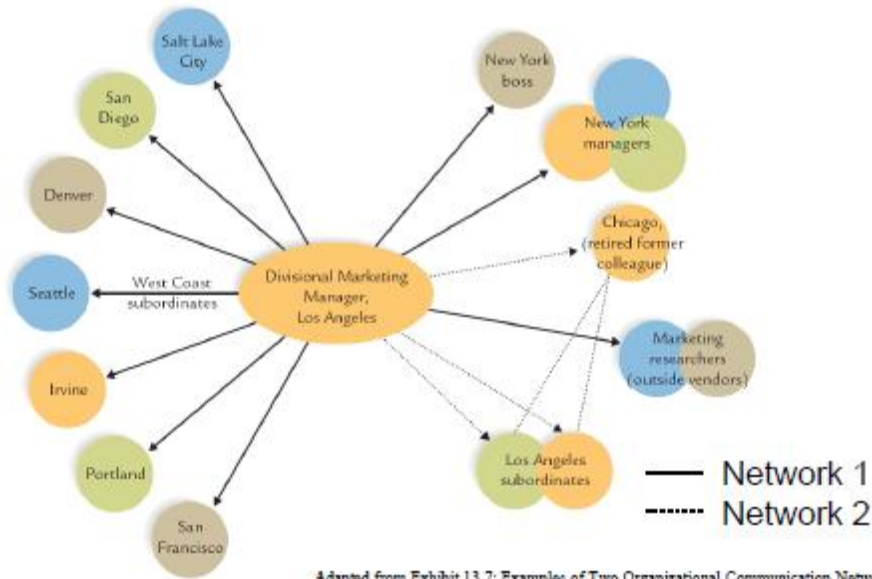 Salt Lake
City
New York
boss
San
Diego
New York
managers
Denver
Chicago,
(retired former
colleague)
Seattle
West Coast
subordinates
Divisional Marketing
Manager,
Los Angeles
Marketing
researchers
(outside vendors)
Irvine
Portland
Los Angeles
subordinates
San
Francisco
Network 1
Network 2
Adapted from Exhibit 13.7: Examples of Two Organizational Communication